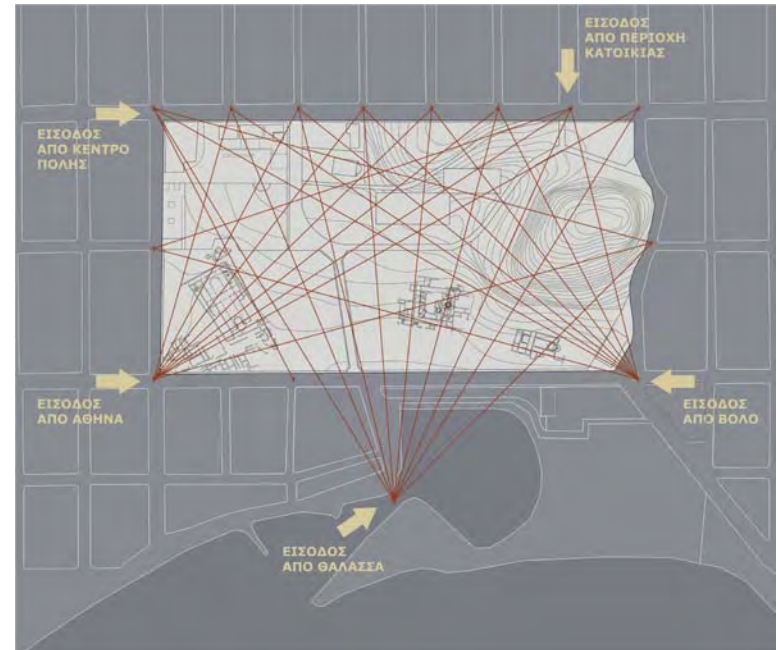 ΕΙΣΟΔΟΣ
ΑΠΟ ΠΕΡΙΟΧΗ
ΚΑΤΟΙΚΙΑΣ
ΕΙΣΟΔΟΣ
ΑΠΟ ΚΕΝΤΡΟ
ΠΟΛΗΣ
ΕΙΣΟΔΟΣ
ΑΠΟ ΑΘΗΝΑ
ΕΙΣΟΔΟΣ
ΑΠΟ ΒΟΛΟ
ΕΙΣΟΔΟΣ
ΑΠΟ ΘΑΛΑΣΣΑ